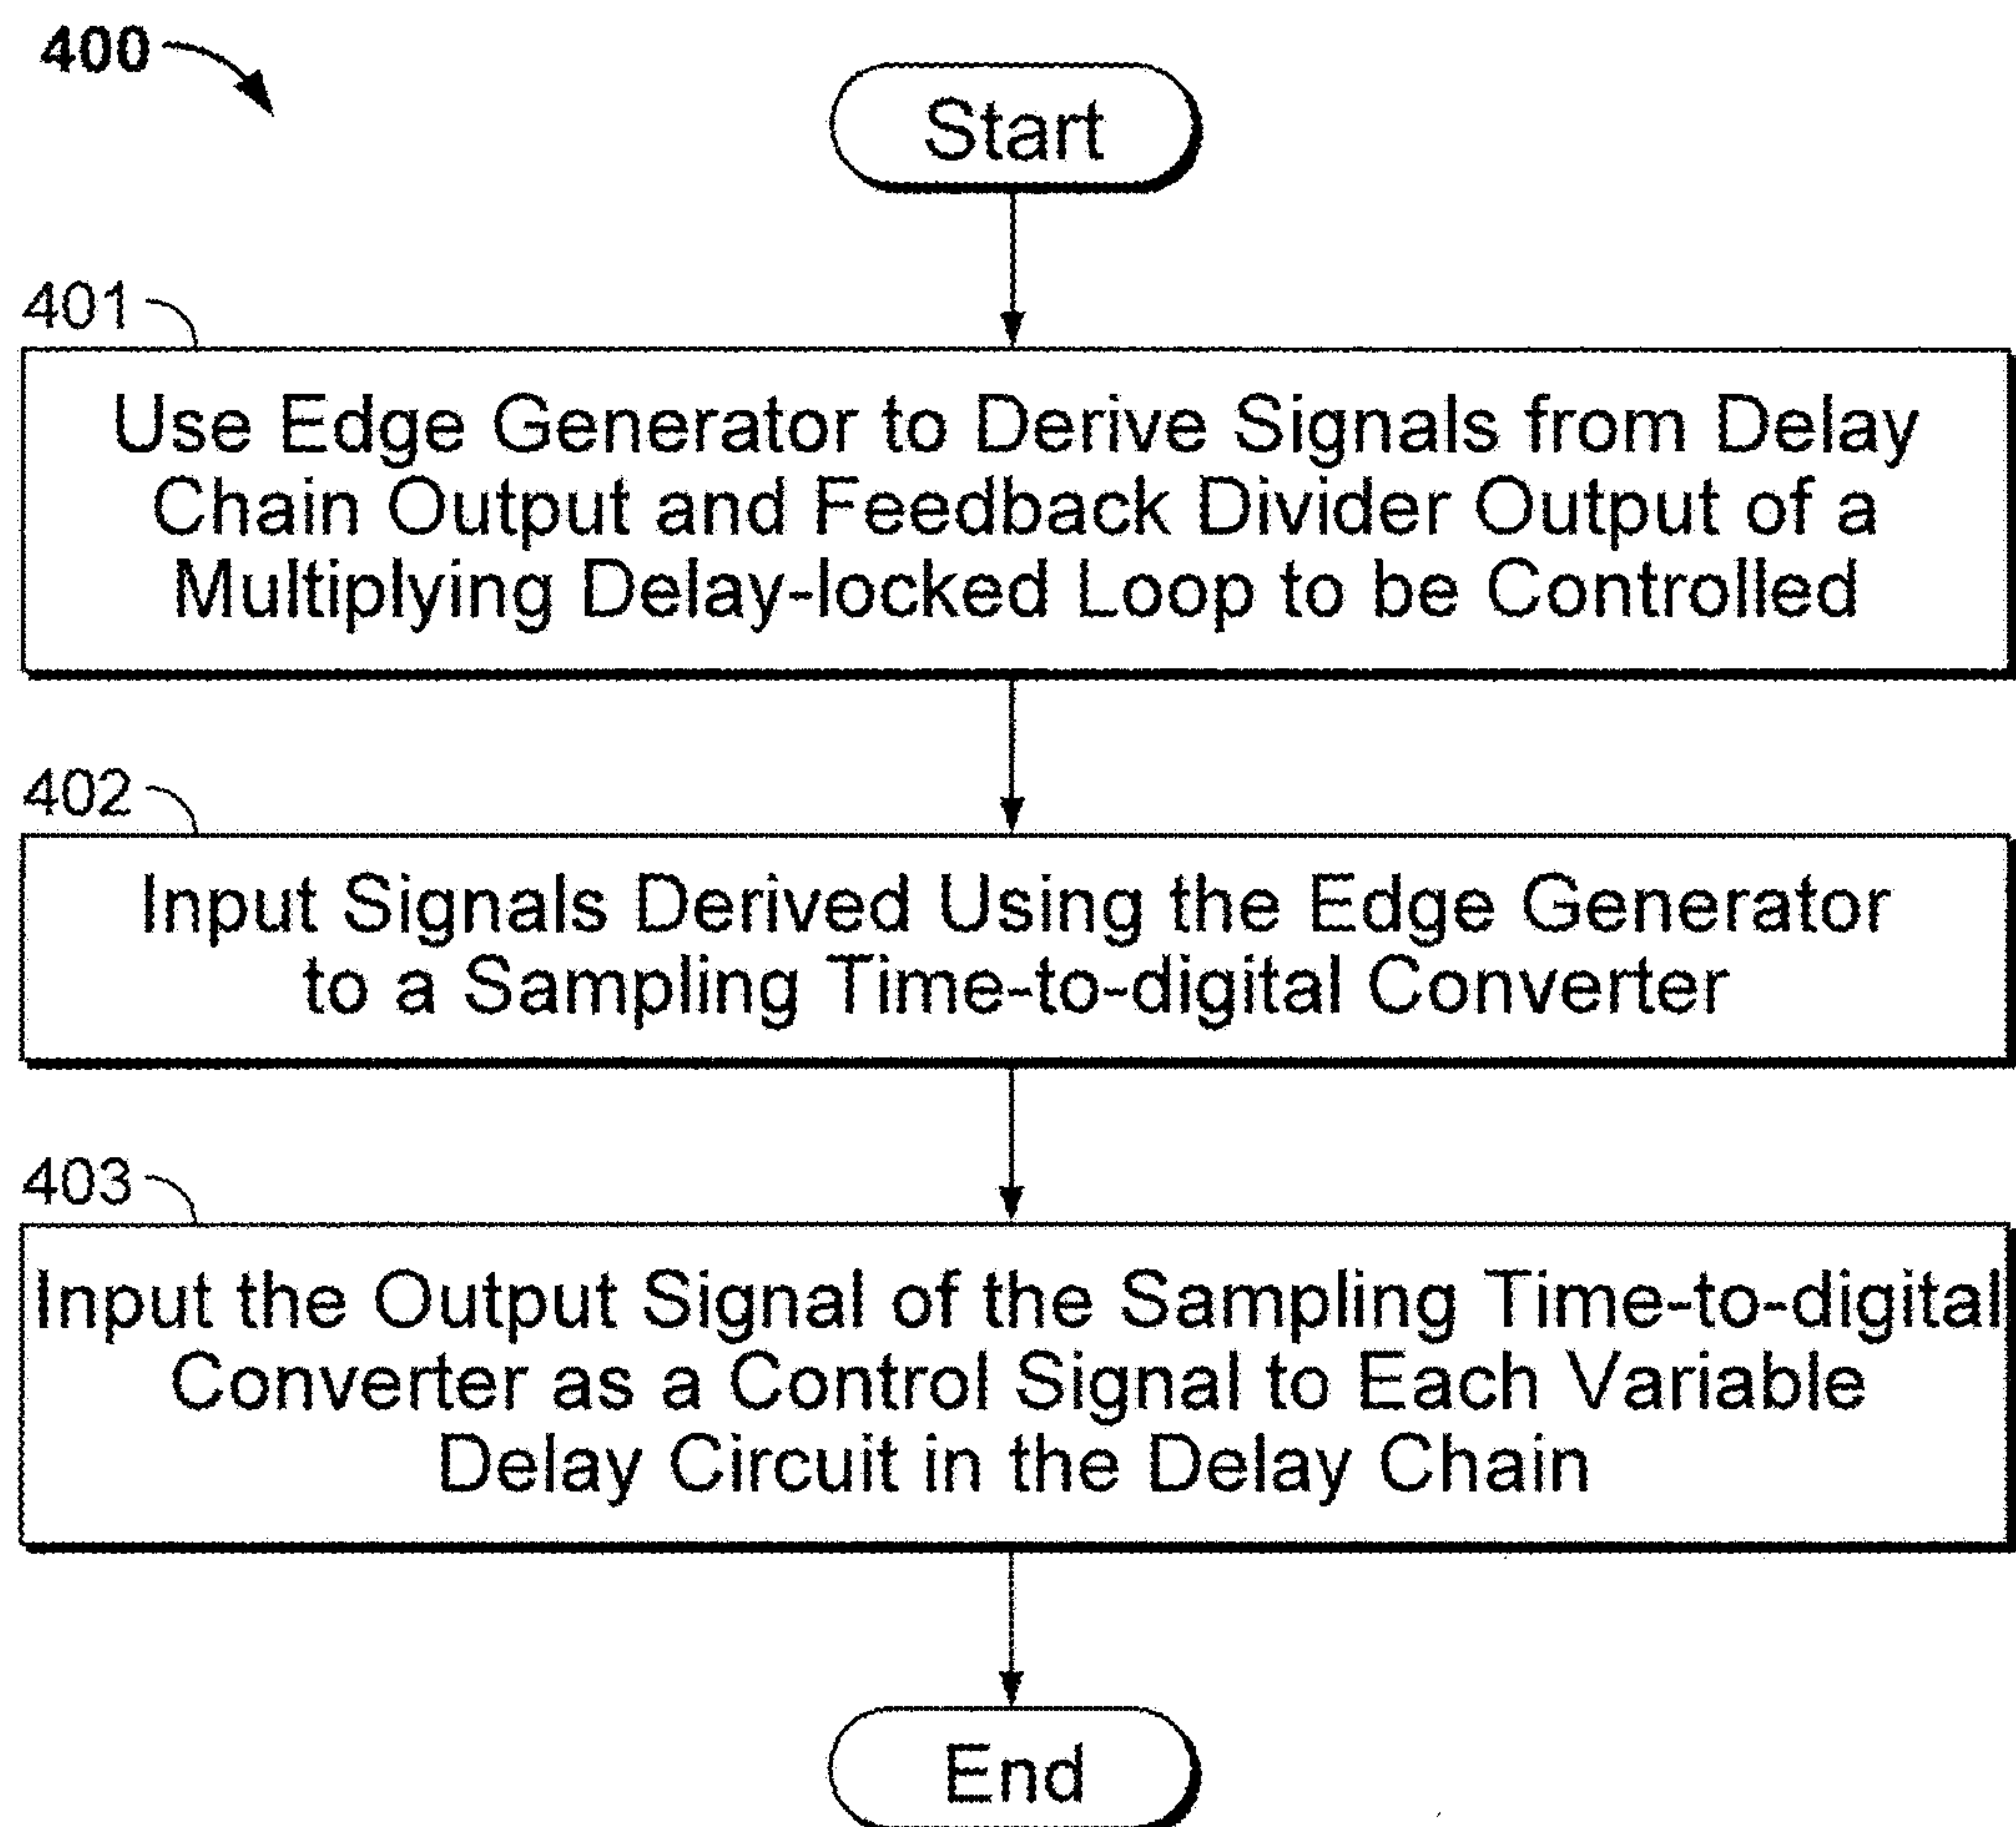 400
Start
401
Use Edge Generator to Derive Signals from Delay
Chain Output and Feedback Divider Output of a
Multiplying Delay-locked Loop to be Controlled
402
Input Signals Derived Using the Edge Generator
to a Sampling Time-to-digital Converter
403
Input the Output Signal of the Sampling Time-to-digital
Converter as a Control Signal to Each Variable
Delay Circuit in the Delay Chain
End